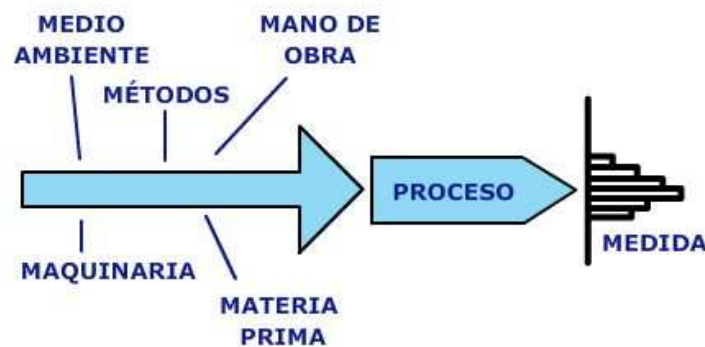 MEDIO
AMBIENTE
MÉTODOS
MANO DE
OBRA
PROCESO
MEDIDA
MAQUINARIA
MATERIA
PRIMA